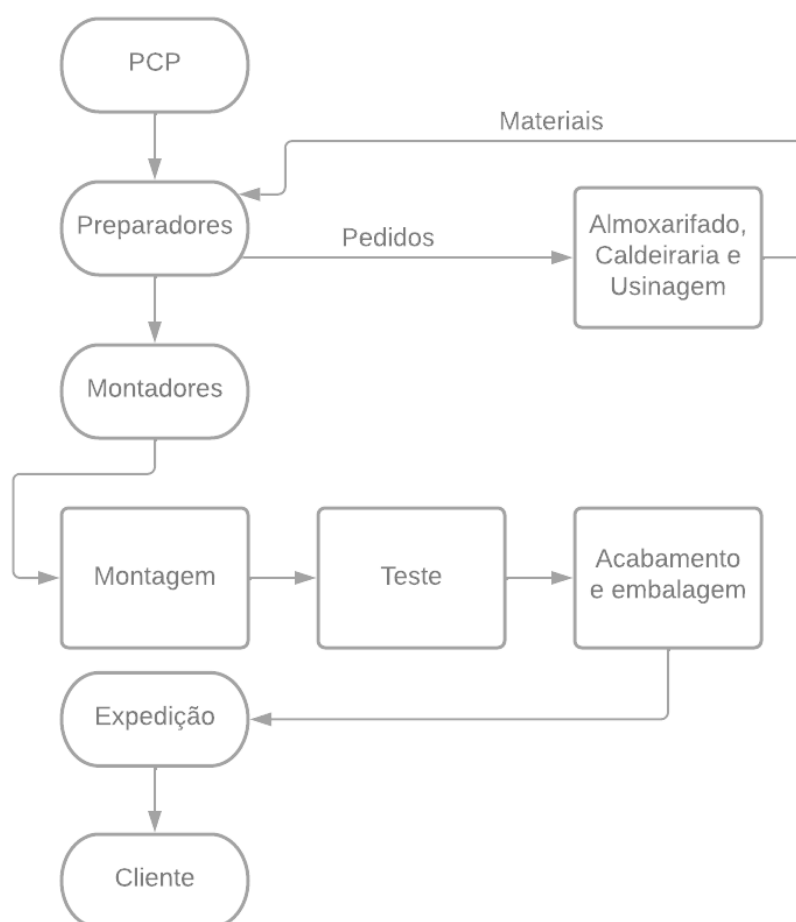 PCP
Materiais
Preparadores
Pedidos
Almoxarifado,
Caldeiraria e
Usinagem
Montadores
Montagem
Teste
Acabamento
e embalagem
Expedição
Cliente